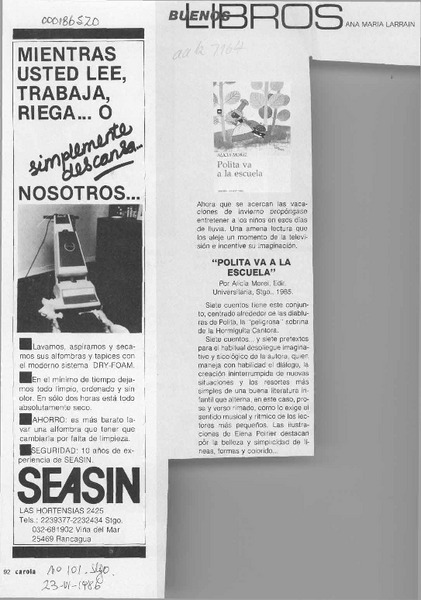 000186520
MIENTRAS
USTED LEE,
TRABAJA,
RIEGA... O
simplemente
descansa...
NOSOTROS...
Lavamos, aspiramos y seca-
mos sus alfombras y tapices con
el moderno sistema DRY-FOAM.
En el mínimo de tiempo deja-
mos todo limpio, ordenado y sin
olor. En sólo dos horas está todo
absolutamente seco.
AHORRO: es más barato la-
var una alfombra que tener que
cambiarla por falta de limpieza.
SEGURIDAD: 10 años de ex-
periencia de SEASIN.
SEASIN
LAS HORTENSIAS 2425
Tels.: 2239377-2232434 Stgo.
032-681902 Viña del Mar
25469 Rancagua
92 carola
Nº 101. Stgo.
23-VI-1986
BUENOS LIBROS
ANA MARIA LARRAIN
aak 7164
ALICIA MOREL
Polita va
a la escuela
Ahora que se acercan las vaca-
ciones de invierno propóngase
entretener a los niños en esos días
de lluvia. Una amena lectura que
los aleje un momento de la televi-
sión e incentive su imaginación.
"POLITA VA A LA
ESCUELA"
Por Alicia Morel, Edit.
Universitaria, Stgo., 1985.
Siete cuentos tiene este conjun-
to, centrado alrededor de las diablu-
ras de Polita, la "peligrosa" sobrina
de la Hormiguita Cantora.
Siete cuentos... y siete pretextos
para el habitual despliegue imagina-
tivo y sicológico de la autora, quien
maneja con habilidad el diálogo, la
creación ininterrumpida de nuevas
situaciones y los resortes más
simples de una buena literatura in-
fantil que alterna, en este caso, pro-
sa y verso rimado, como lo exige el
sentido musical y rítmico de los lec-
tores más pequeños. Las ilustra-
ciones de Elena Poirier destacan
por la belleza y simplicidad de lí-
neas, formas y colorido...